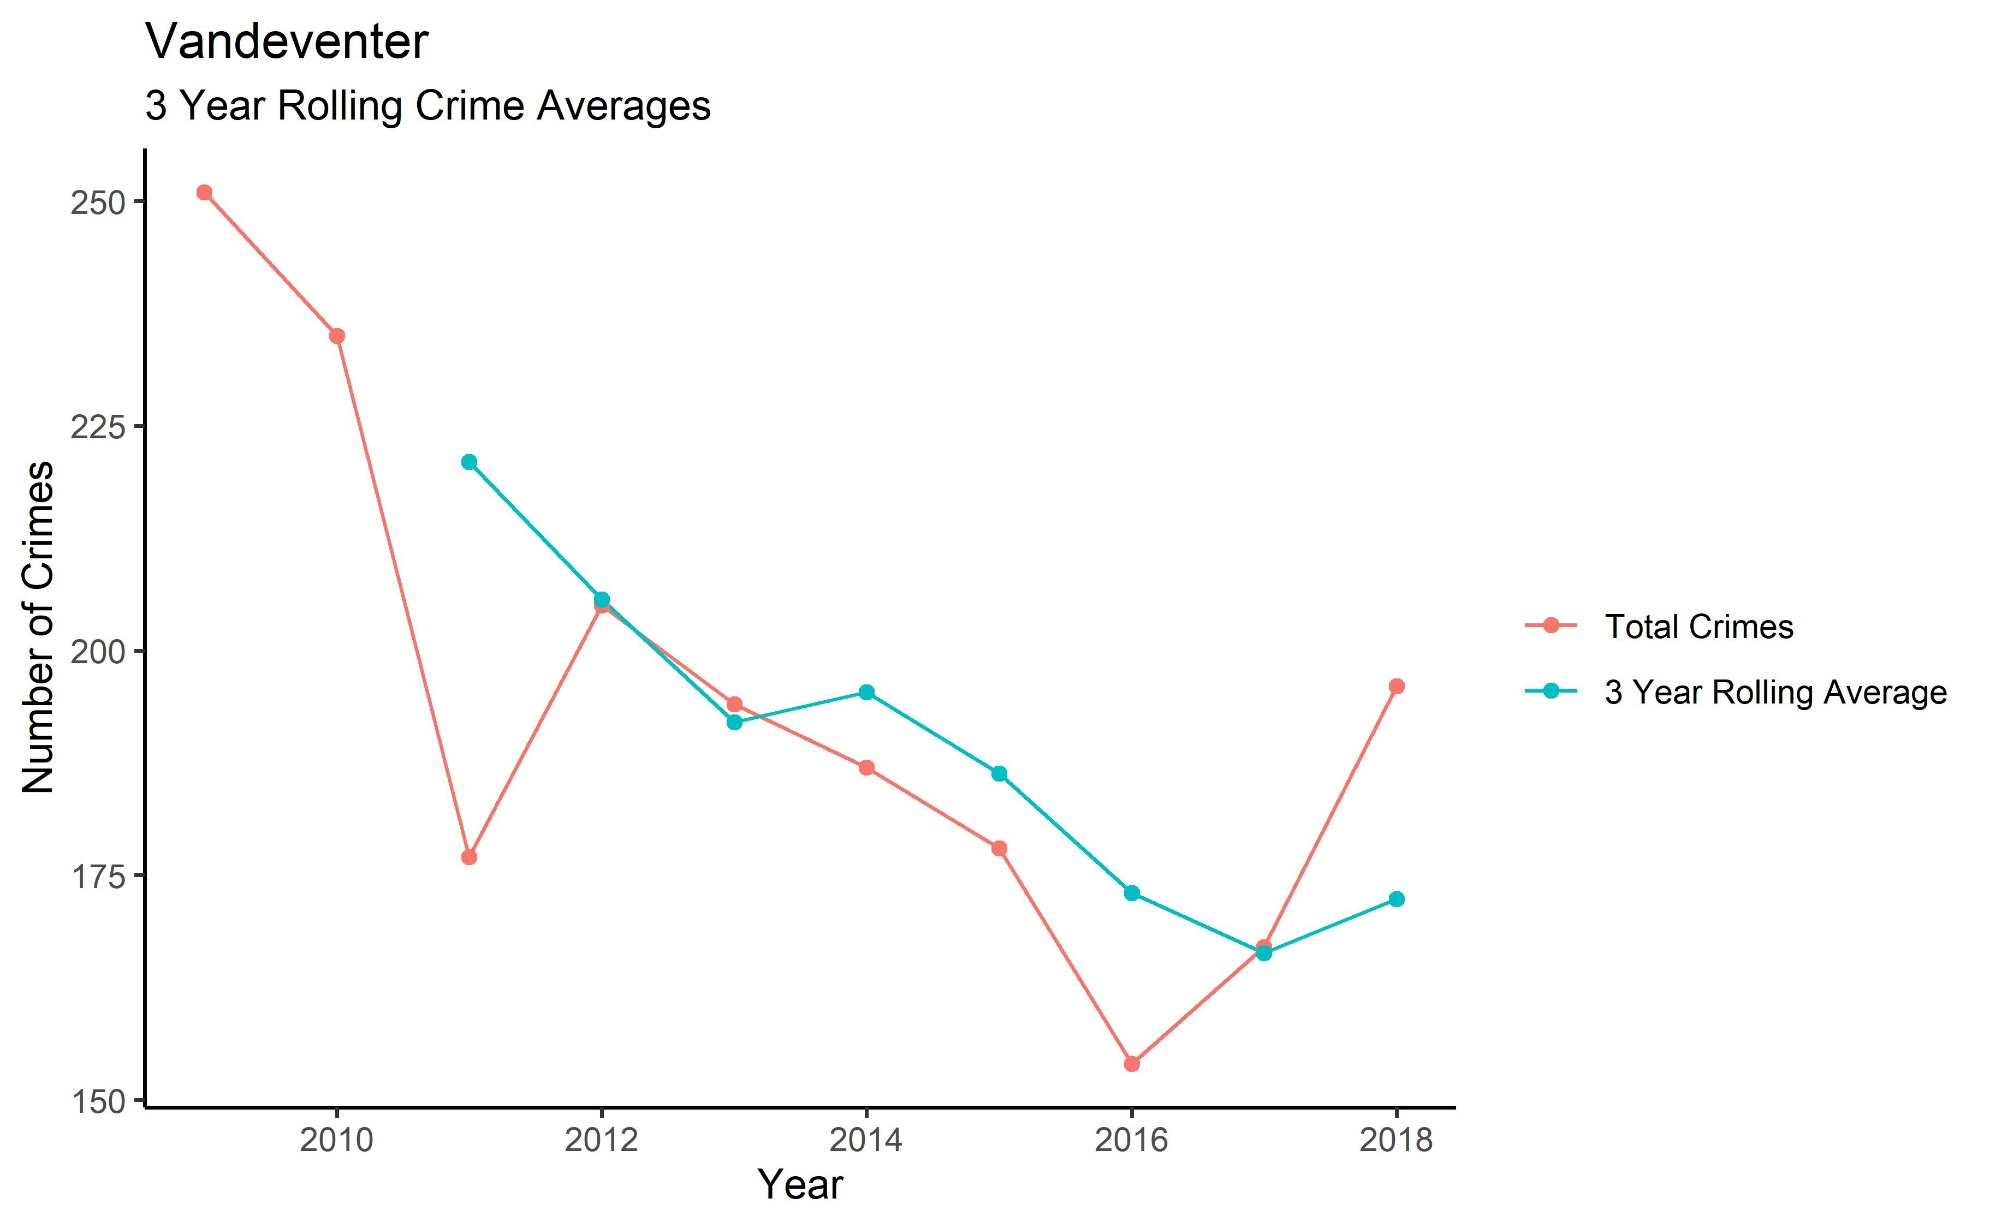 Vandeventer
3 Year Rolling Crime Averages
Number of Crimes
250
225
200
175
150
2010
2012
2014
2016
2018
Year
Total Crimes
3 Year Rolling Average